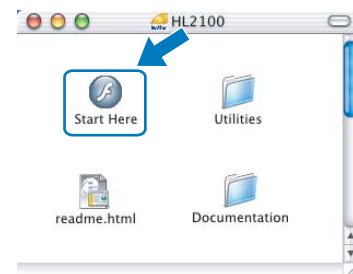 HL2100
Start Here
Utilities
readme.html
Documentation